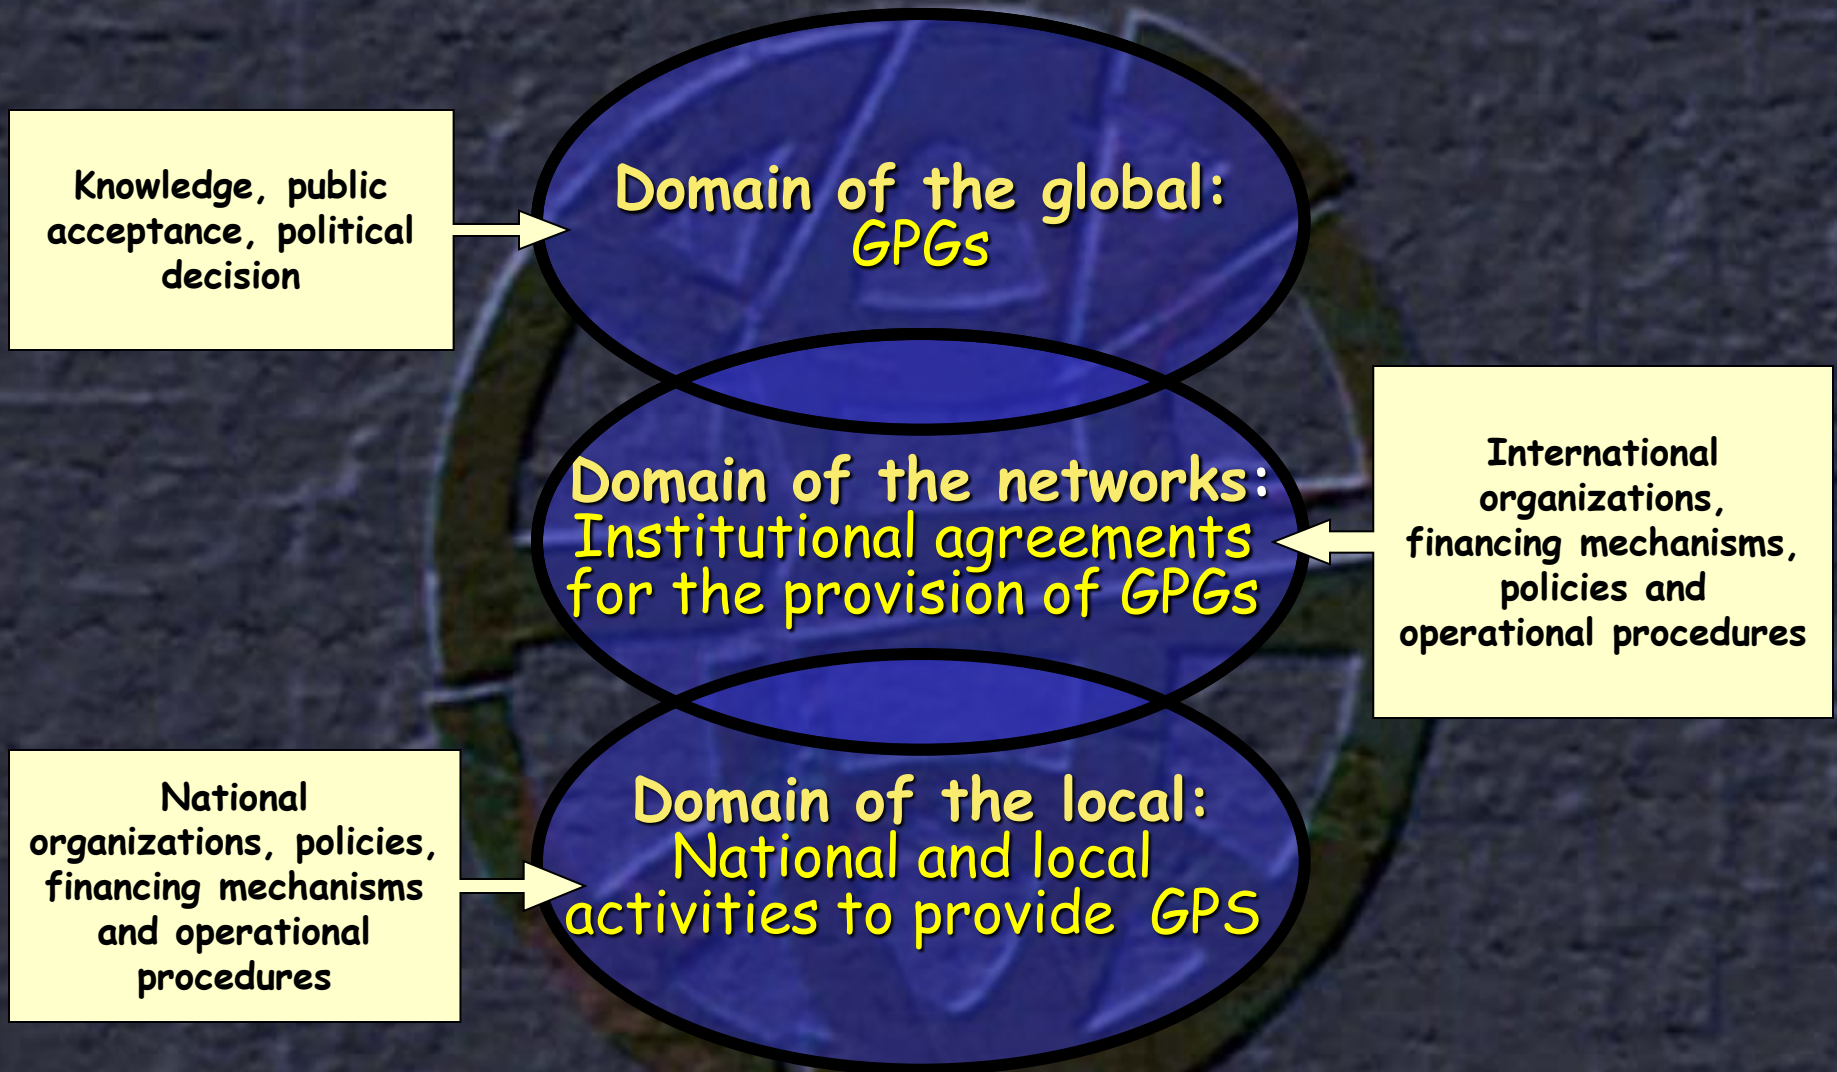 Knowledge, public
acceptance, political
decision
Domain of the global:
GPGs
Domain of the networks:
Institutional agreements
for the provision of GPGs
International
organizations,
financing mechanisms,
policies and
operational procedures
National
organizations, policies,
financing mechanisms
and operational
procedures
Domain of the local:
National and local
activities to provide GPS